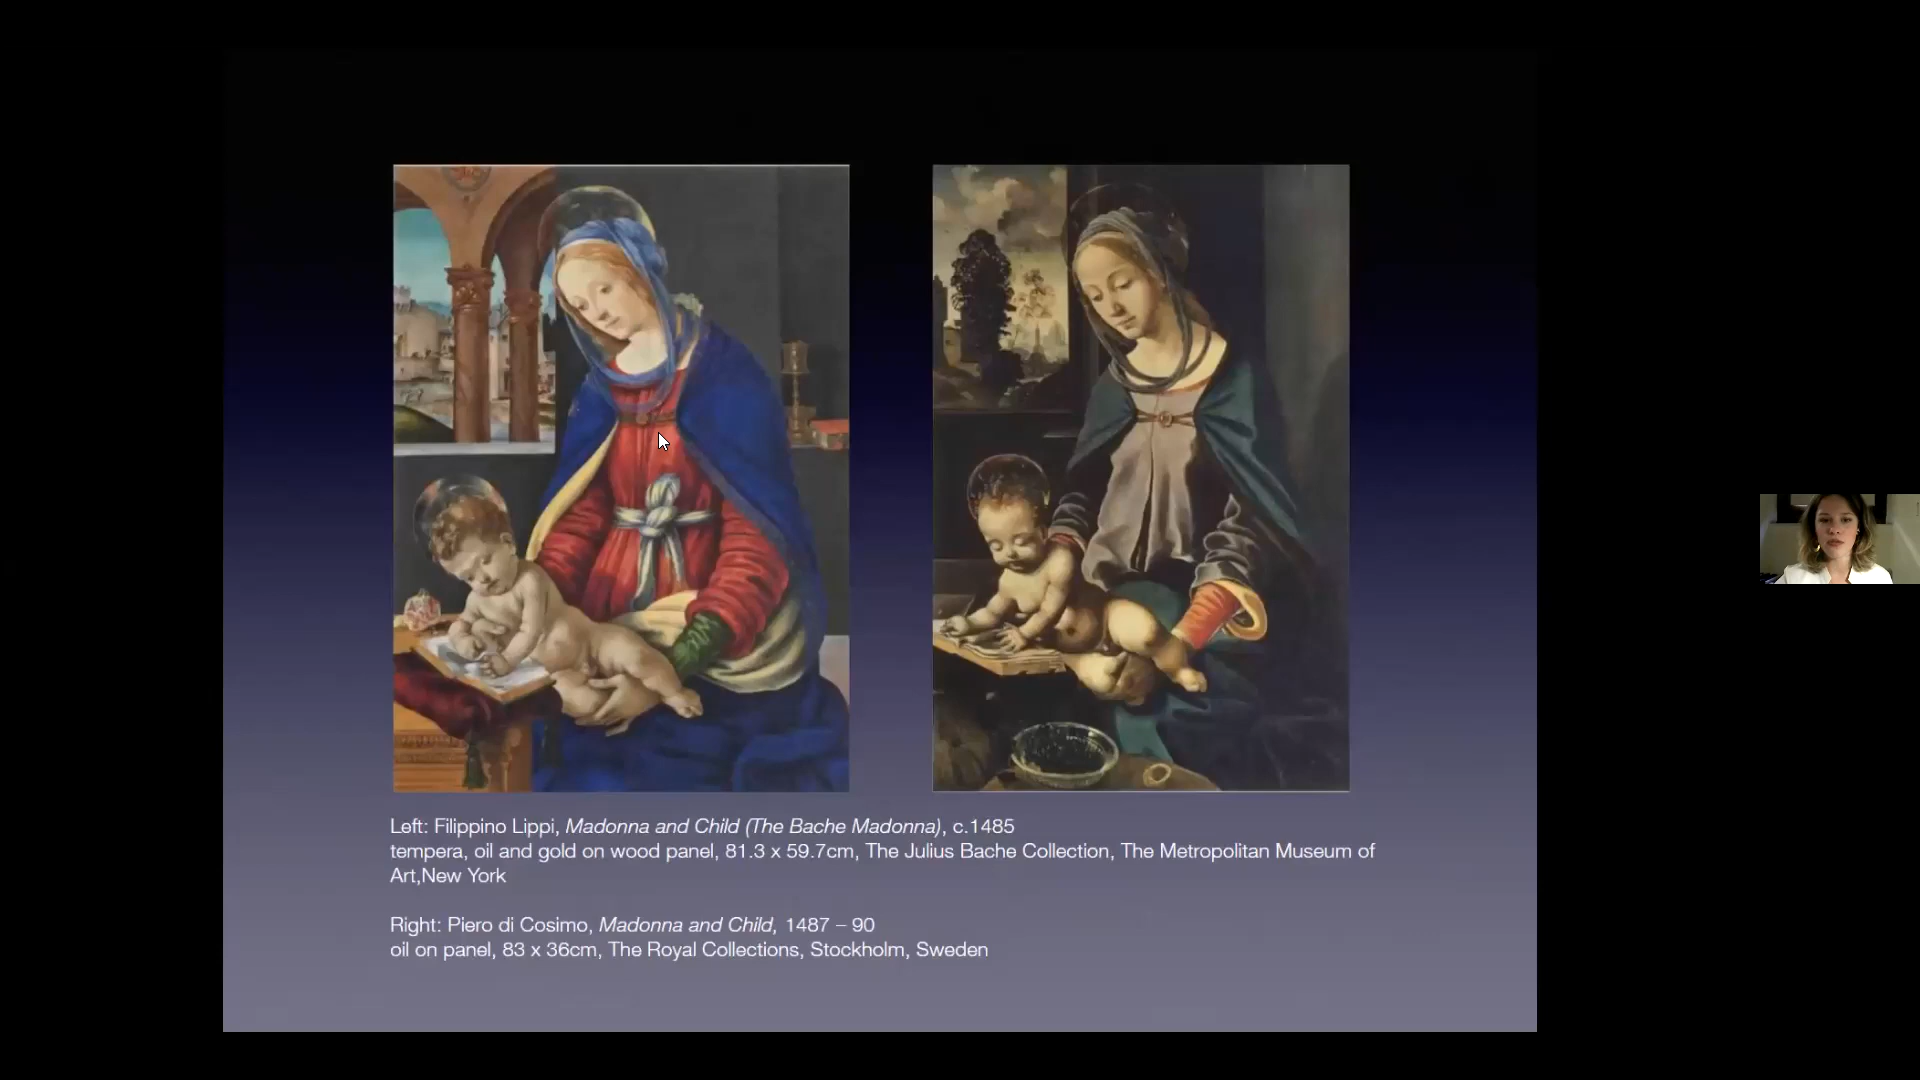 Left: Filippino Lippi, Madonna and Child (The Bache Madonna), c.1485
tempera, oil and gold on wood panel, 81.3 x 59.7cm, The Julius Bache Collection, The Metropolitan Museum of
Art,New York
Right: Piero di Cosimo, Madonna and Child, 1487 – 90
oil on panel, 83 x 36cm, The Royal Collections, Stockholm, Sweden